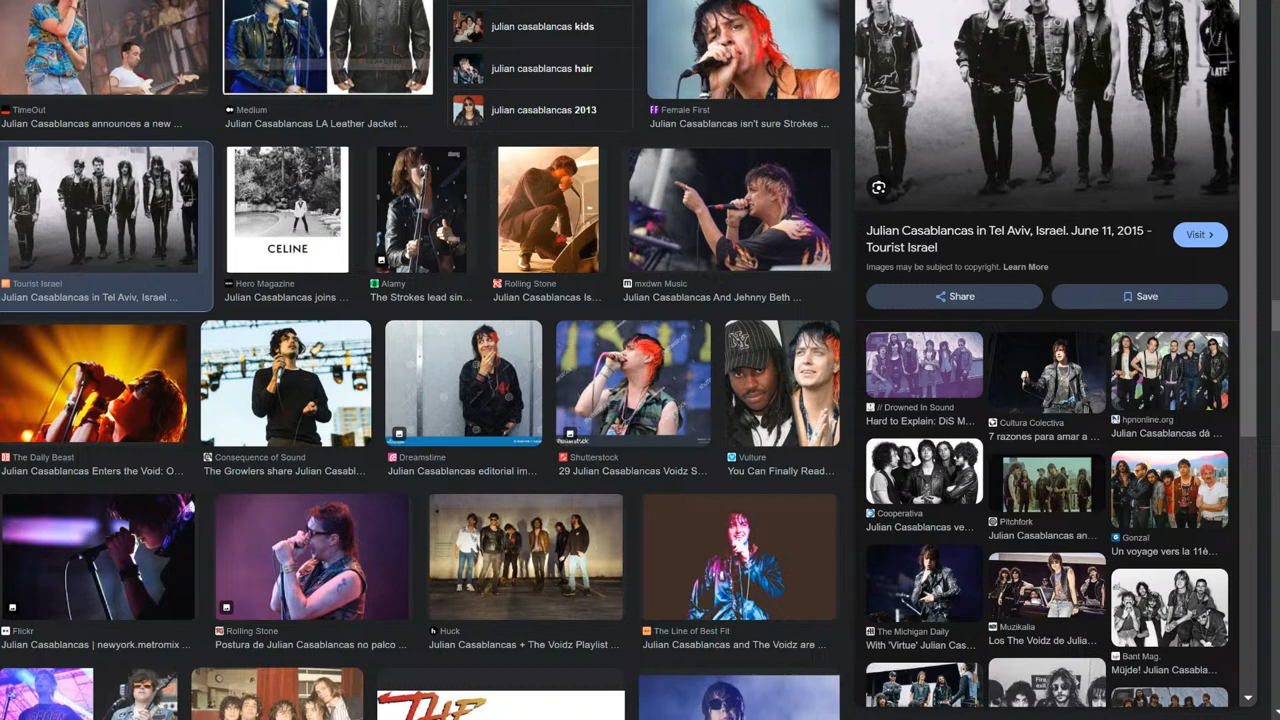 julian casablancas kids
julian casablancas hair
julian casablancas 2013
TimeOut
Julian Casablancas announces a new ...
Medium
Julian Casablancas LA Leather Jacket ...
Female First
Julian Casablancas isn't sure Strokes ...
CELINE
alamy
Tourist Israel
Julian Casablancas in Tel Aviv, Israel ...
Hero Magazine
Julian Casablancas joins ...
Alamy
The Strokes lead sin...
Rolling Stone
Julian Casablancas Is...
mxdwn Music
Julian Casablancas And Jehnny Beth ...
The Daily Beast
Julian Casablancas Enters the Void: O...
Consequence of Sound
The Growlers share Julian Casabl...
Dreamstime
Julian Casablancas editorial im...
shutterstock
Shutterstock
29 Julian Casablancas Voidz S...
Vulture
You Can Finally Read...
Flickr
Julian Casablancas | newyork.metromix ...
Rolling Stone
Postura de Julian Casablancas no palco ...
Huck
Julian Casablancas + The Voidz Playlist ...
The Line of Best Fit
Julian Casablancas and The Voidz are ...
THE
LATE
Julian Casablancas in Tel Aviv, Israel. June 11, 2015 -
Tourist Israel
Visit
Images may be subject to copyright. Learn More
Share
Save
// Drowned In Sound
Hard to Explain: DiS M...
Cultura Colectiva
7 razones para amar a ...
hpnonline.org
Julian Casablancas dá ...
Cooperativa
Julian Casablancas ve...
Pitchfork
Julian Casablancas an...
Gonzaï
Un voyage vers la 11è...
The Michigan Daily
With 'Virtue' Julian Cas...
Muzikalia
Los The Voidz de Julia...
Bant Mag.
Müjde! Julian Casabla...
Fire
exit